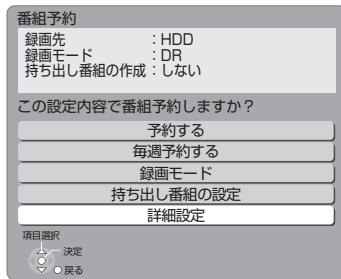 番組予約
録画先　　　　　：HDD
録画モード　　　：DR
持ち出し番組の作成：しない
この設定内容で番組予約しますか？
予約する
毎週予約する
録画モード
持ち出し番組の設定
詳細設定
項目選択
決定
戻る